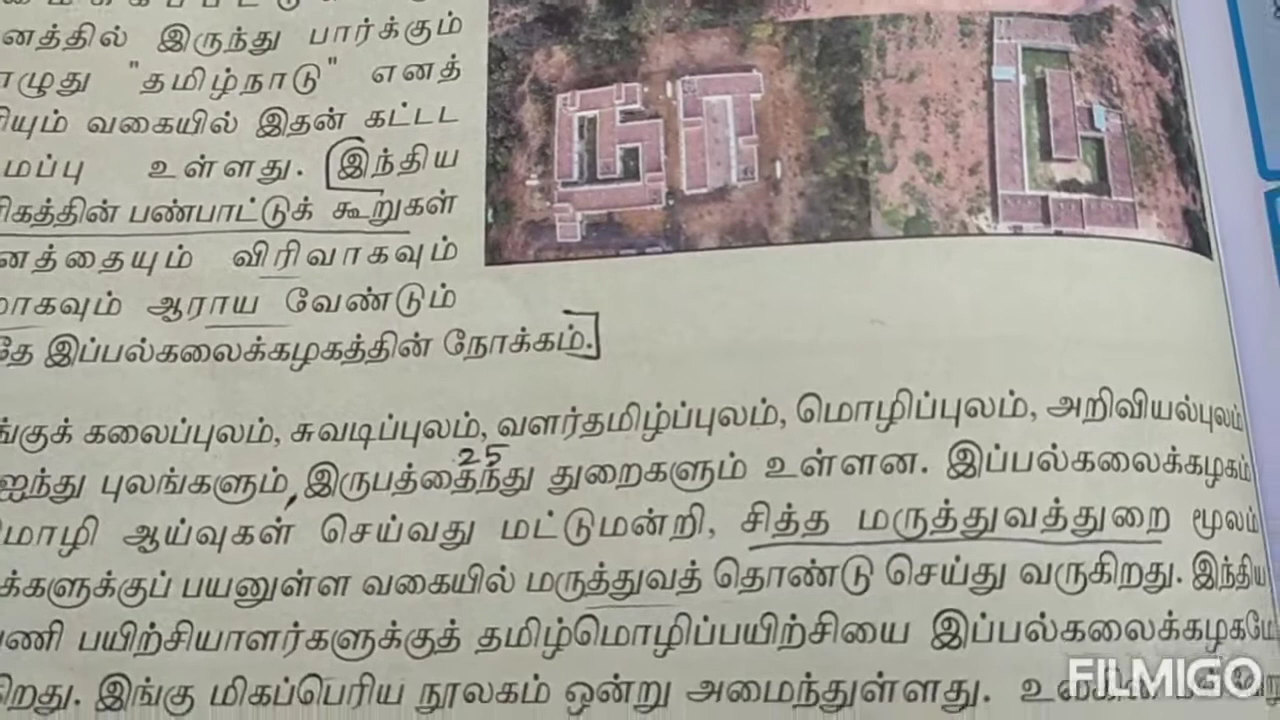 னத்தில் இருந்து பார்க்கும்
ழுது "தமிழ்நாடு" எனத்
ரியும் வகையில் இதன் கட்டட
மைப்பு உள்ளது. இந்திய
ரிகத்தின் பண்பாட்டுக் கூறுகள்
னத்தையும் விரிவாகவும்
மாகவும் ஆராய வேண்டும்
தே இப்பல்கலைக்கழகத்தின் நோக்கம்.
ங்குக் கலைப்புலம், சுவடிப்புலம், வளர்தமிழ்ப்புலம், மொழிப்புலம், அறிவியல்புலம்
25
ஐந்து புலங்களும், இருபத்தைந்து துறைகளும் உள்ளன. இப்பல்கலைக்கழகம்
மொழி ஆய்வுகள் செய்வது மட்டுமன்றி, சித்த மருத்துவத்துறை மூலம்
க்களுக்குப் பயனுள்ள வகையில் மருத்துவத் தொண்டு செய்து வருகிறது. இந்திய
பணி பயிற்சியாளர்களுக்குத் தமிழ்மொழிப்பயிற்சியை இப்பல்கலைக்கழகமே
கிறது. இங்கு மிகப்பெரிய நூலகம் ஒன்று அமைந்துள்ளது.
FILMIGO